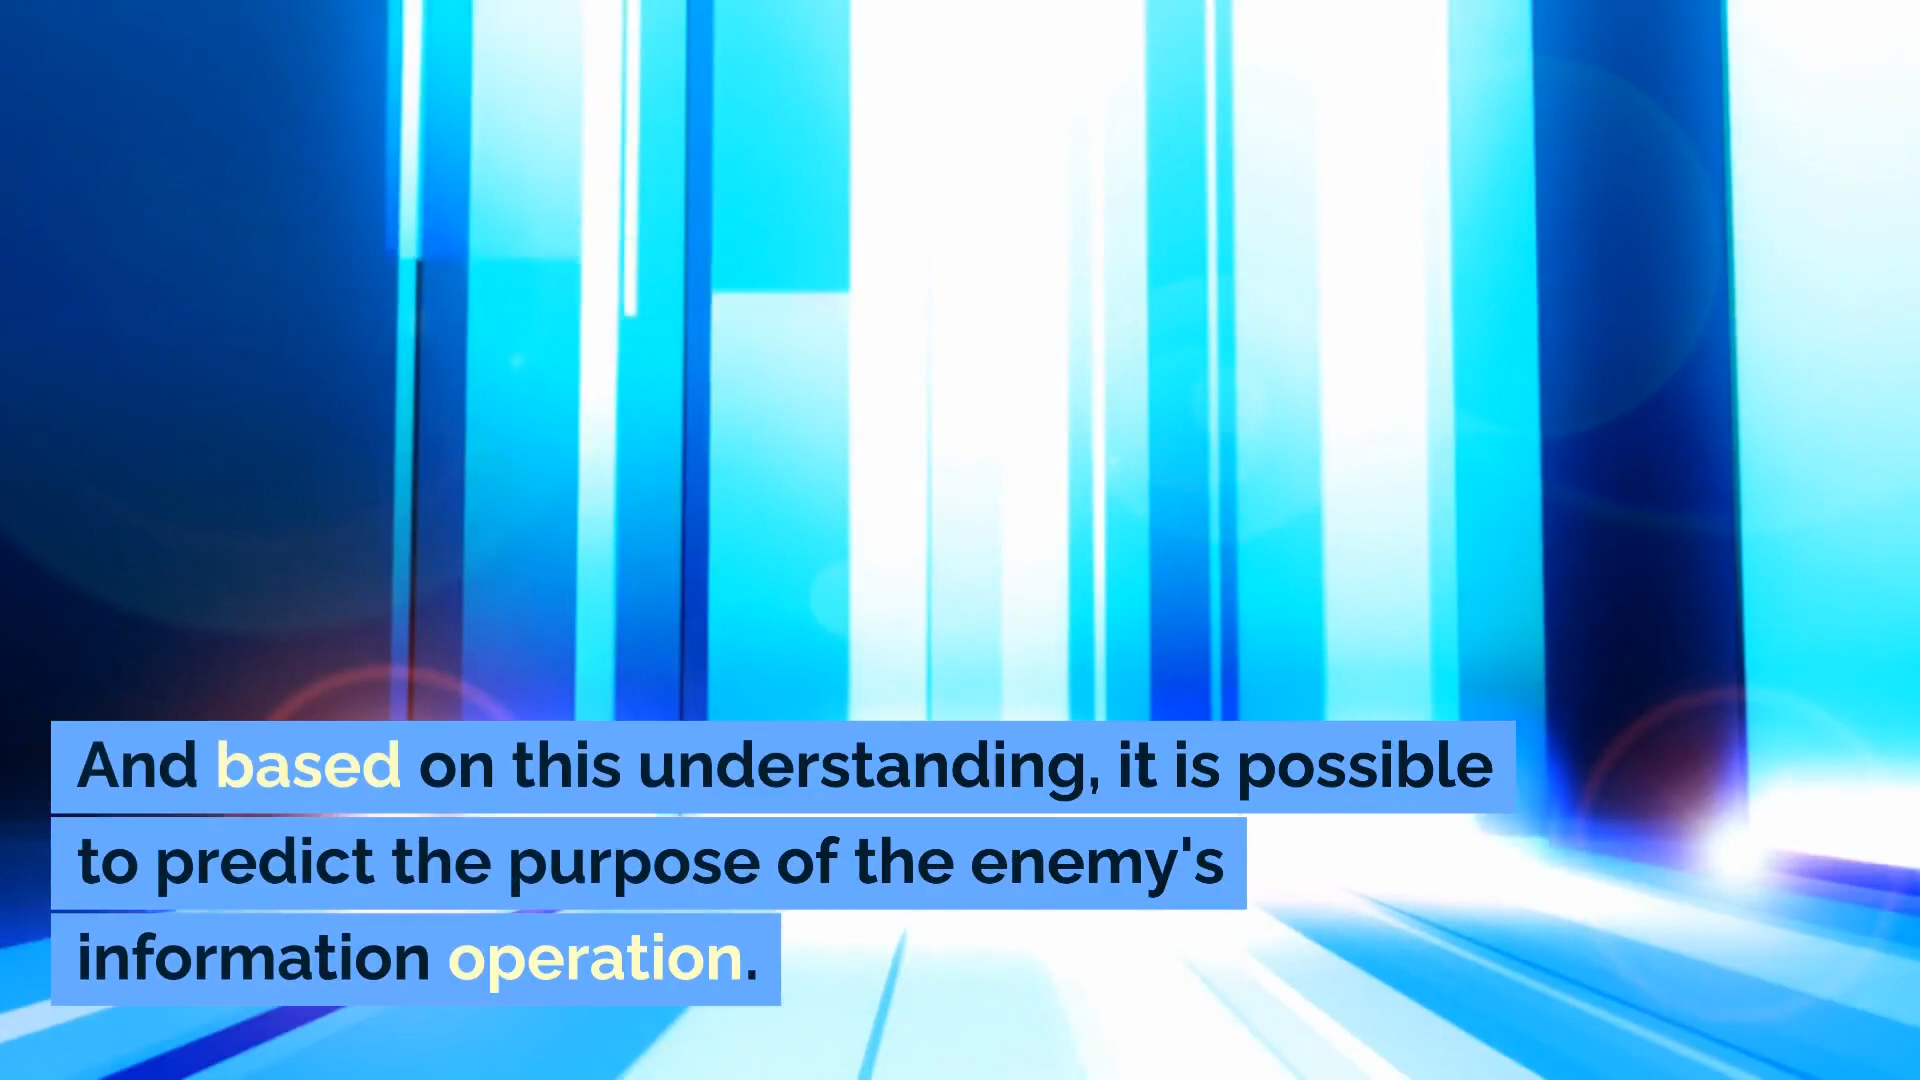 And based on this understanding, it is possible
to predict the purpose of the enemy's
information operation.